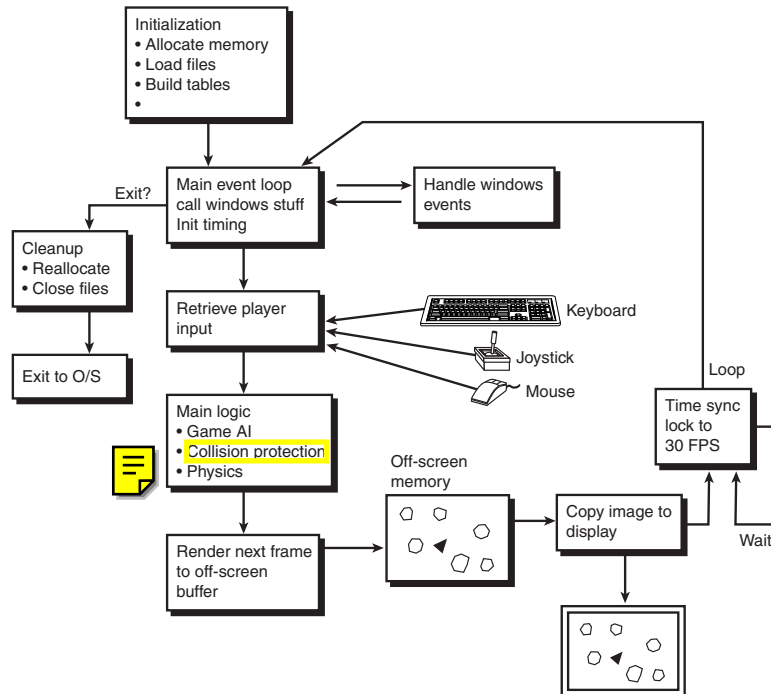 Initialization
• Allocate memory
• Load files
• Build tables
•
Main event loop
call windows stuff
Init timing
Handle windows
events
Exit?
Cleanup
• Reallocate
• Close files
Exit to O/S
Retrieve player
input
Keyboard
Joystick
Mouse
Main logic
• Game AI
• Collision protection
• Physics
Render next frame
to off-screen
buffer
Off-screen
memory
Copy image to
display
Loop
Time sync
lock to
30 FPS
Wait